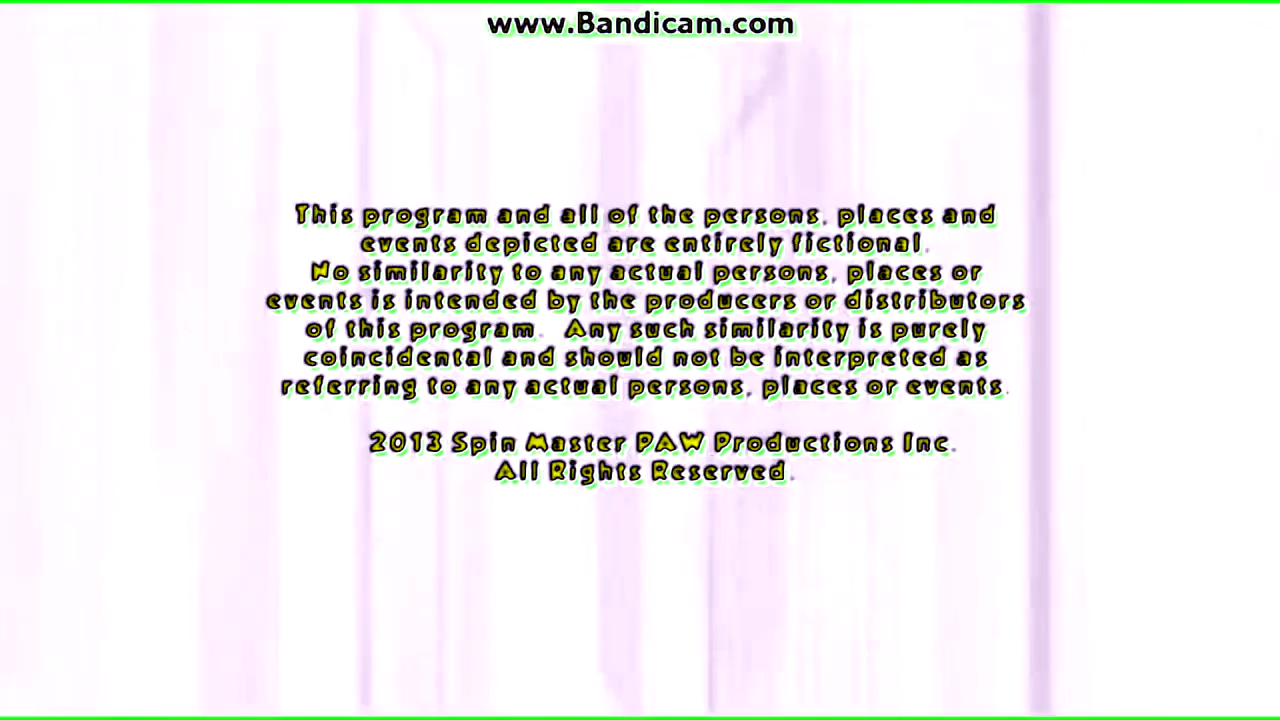 www.Bandicam.com
This program and all of the persons, places and
events depicted are entirely fictional.
No similarity to any actual persons, places or
events is intended by the producers or distributors
of this program. Any such similarity is purely
coincidental and should not be interpreted as
referring to any actual persons, places or events.
2013 Spin Master PAW Productions Inc.
All Rights Reserved.